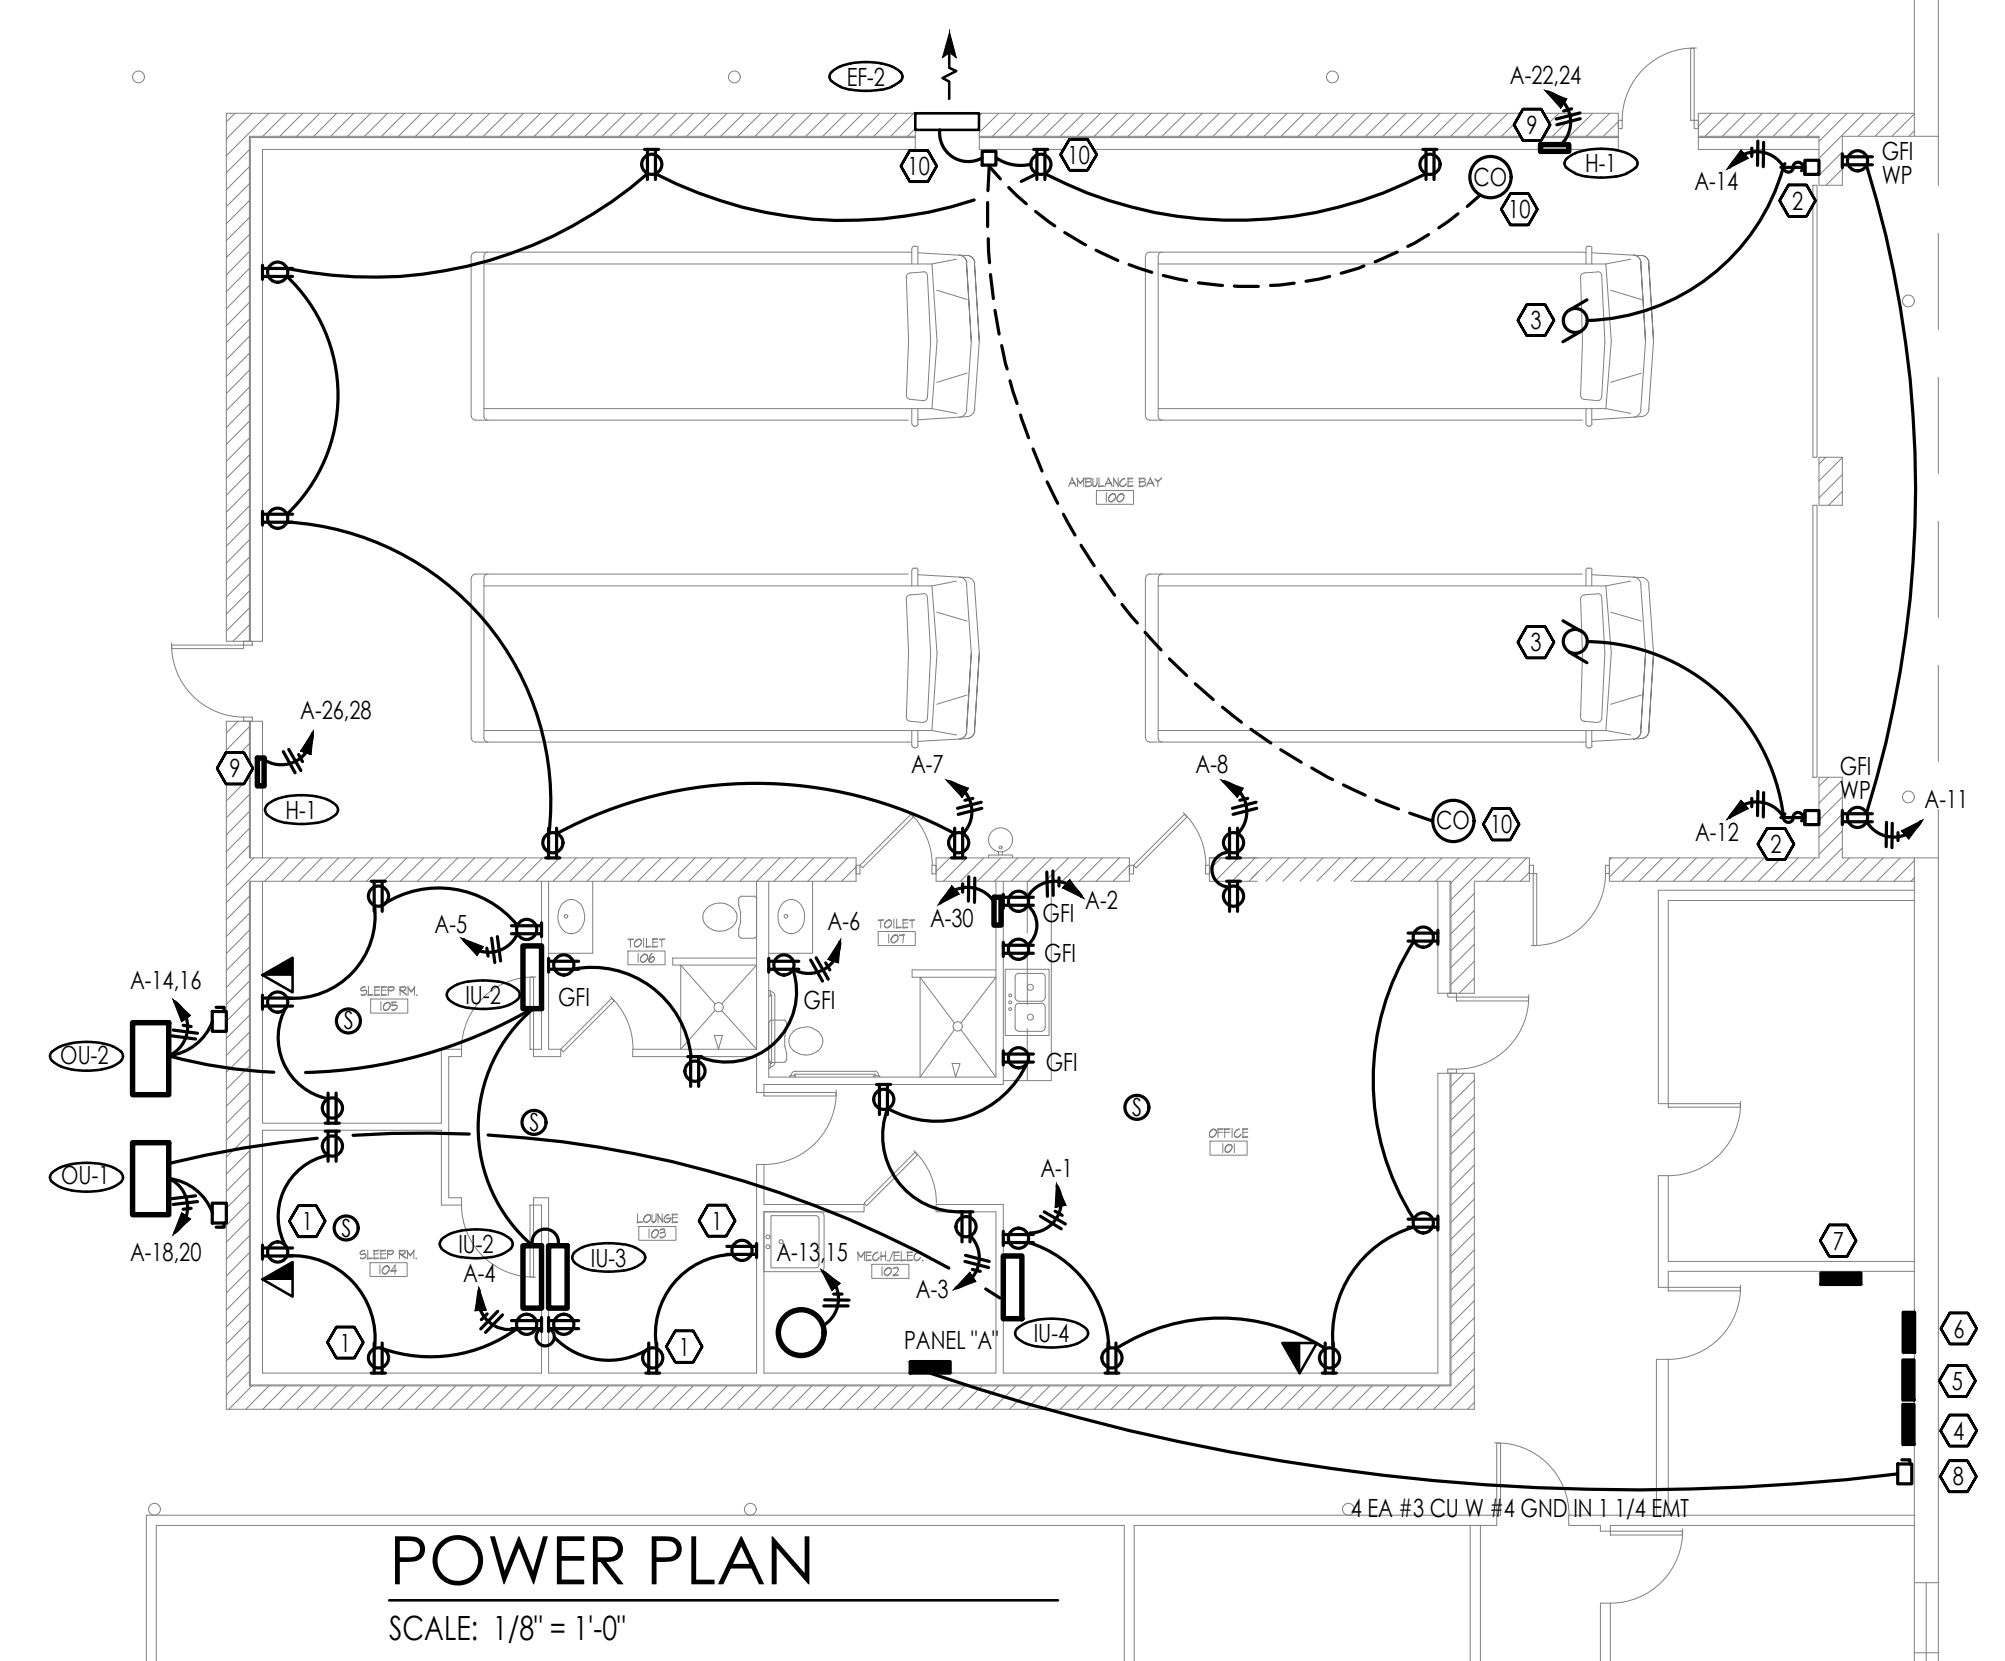 EF-2
A-22,24
9
10
10
H-1
CO
10
A-14
2
GFI
WP
3
AMBULANCE BAY
100
3
A-26,28
9
H-1
A-7
A-8
CO
10
GFI
WP
A-11
A-12
2
A-5
A-6
A-30
A-2
GFI
GFI
TOILET
106
TOILET
107
A-14,16
SLEEP RM.
105
IU-2
GFI
GFI
S
OU-2
GFI
S
S
OFFICE
101
OU-1
A-18,20
1
S
SLEEP RM.
104
IU-2
A-4
LOUNGE
103
1
IU-3
A-13,15
MECH/ELEC.
102
A-1
A-3
7
1
1
PANEL "A"
IU-4
6
5
4
8
4 EA #3 CU W #4 GND IN 1 1/4 EMT
POWER PLAN
SCALE: 1/8" = 1'-0"